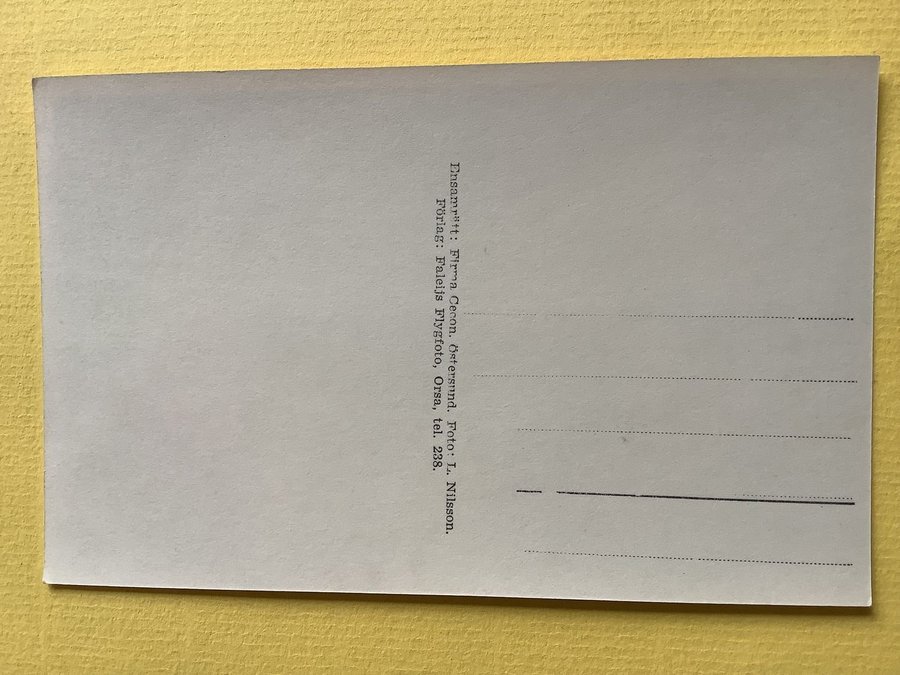 Ensamrätt: Firma Cecon. Östersund. Foto: L. Nilsson.
Förlag: Faleijs Flygfoto, Orsa, tel. 238.